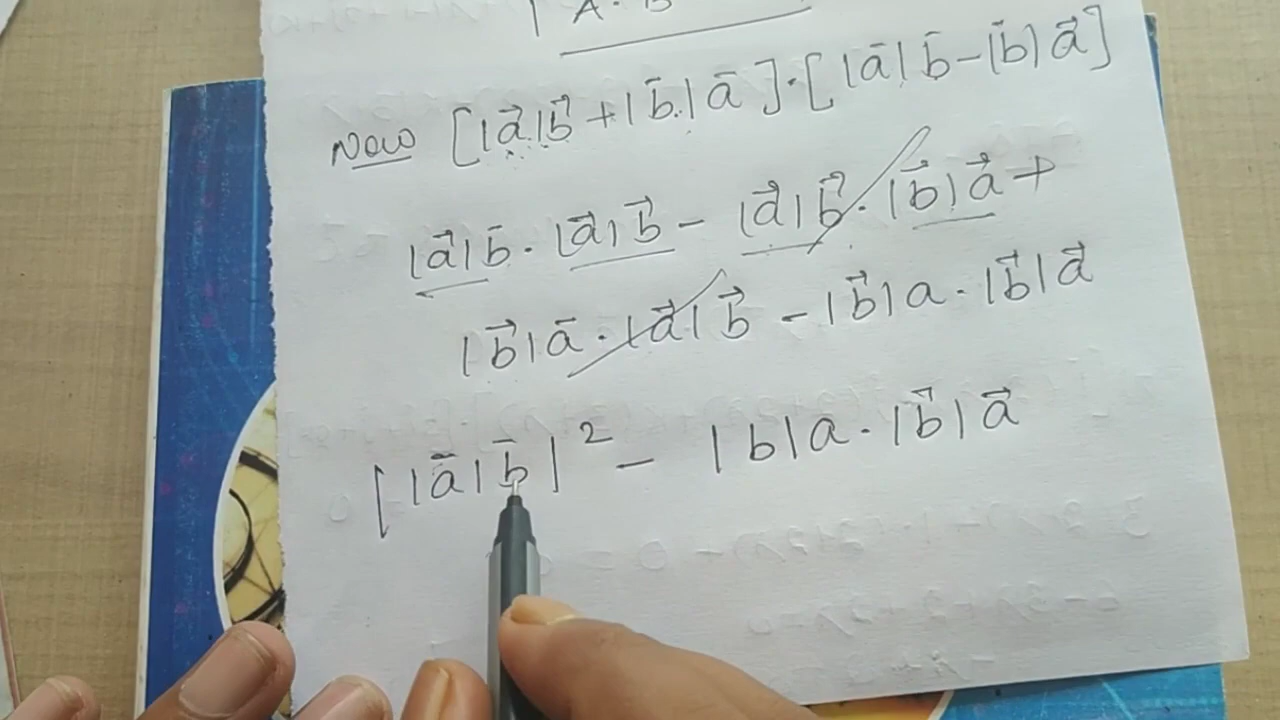 A · B
Now [|a⃗|b⃗ + |b̄|ā]·[|ā|b̄ - |b̄|a⃗]
|a⃗|b̄ · |a⃗|b⃗ - |a⃗|b⃗ · |b⃗|a⃗ +
|b⃗|ā · |a⃗|b⃗ - |b⃗|a · |b⃗|a⃗
[|ā|b̄]² - |b|a · |b⃗|a⃗